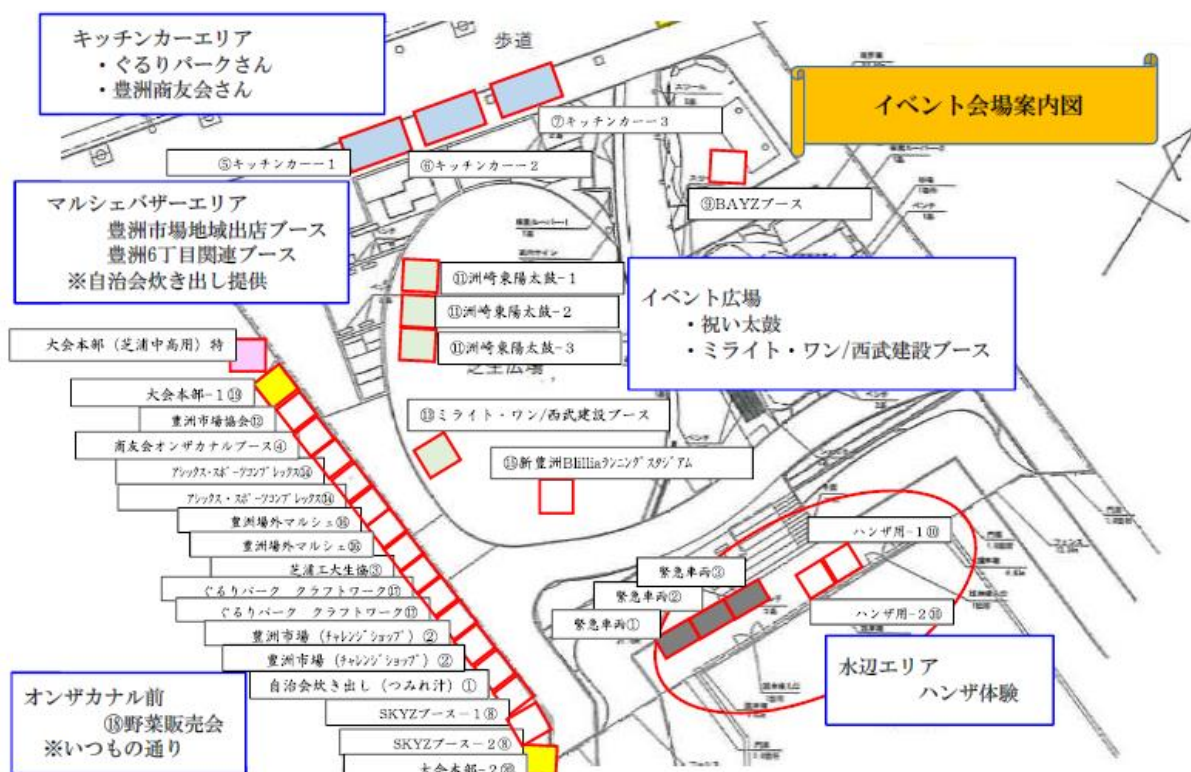 キッチンカーエリア
・ぐるりパークさん
・豊洲商友会さん
歩道
イベント会場案内図
⑦キッチンカー－3
⑤キッチンカー－1
⑥キッチンカー－2
⑨BAYZブース
マルシェバザーエリア
豊洲市場地域出店ブース
豊洲6丁目関連ブース
※自治会炊き出し提供
⑪洲崎東陽太鼓-1
⑪洲崎東陽太鼓-2
⑪洲崎東陽太鼓-3
芝生広場
イベント広場
・祝い太鼓
・ミライト・ワン/西武建設ブース
大会本部（芝浦中高用）特
大会本部-1⑲
豊洲市場協会⑫
商友会オンザカナルブース④
アシックス・スポーツコンプレックス⑭
アシックス・スポーツコンプレックス⑭
豊洲場外マルシェ⑯
豊洲場外マルシェ⑯
芝浦工大生協③
ぐるりパーク　クラフトワーク⑰
ぐるりパーク　クラフトワーク⑰
豊洲市場（チャレンジショップ）②
豊洲市場（チャレンジショップ）②
自治会炊き出し（つみれ汁）①
SKYZブース－1⑧
SKYZブース－2⑧
大会本部-2⑳
⑬ミライト・ワン/西武建設ブース
⑮新豊洲Blilliaランニングスタジアム
ハンザ用-1⑩
ハンザ用-2⑩
緊急車両③
緊急車両②
緊急車両①
水辺エリア
ハンザ体験
オンザカナル前
⑱野菜販売会
※いつもの通り
ベンチ
門扉
フェンス